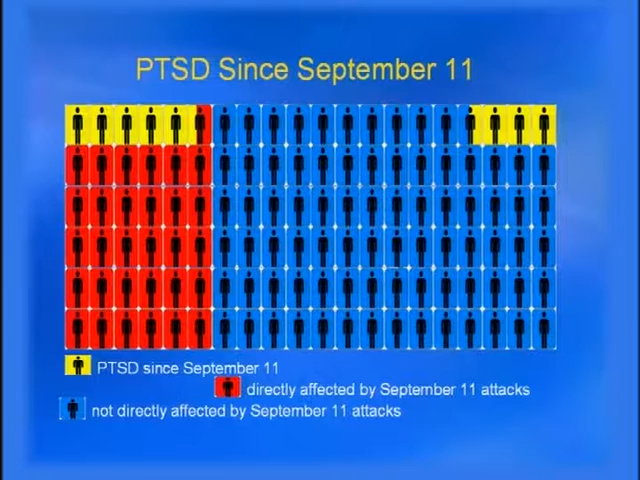 PTSD Since September 11
PTSD since September 11
directly affected by September 11 attacks
not directly affected by September 11 attacks